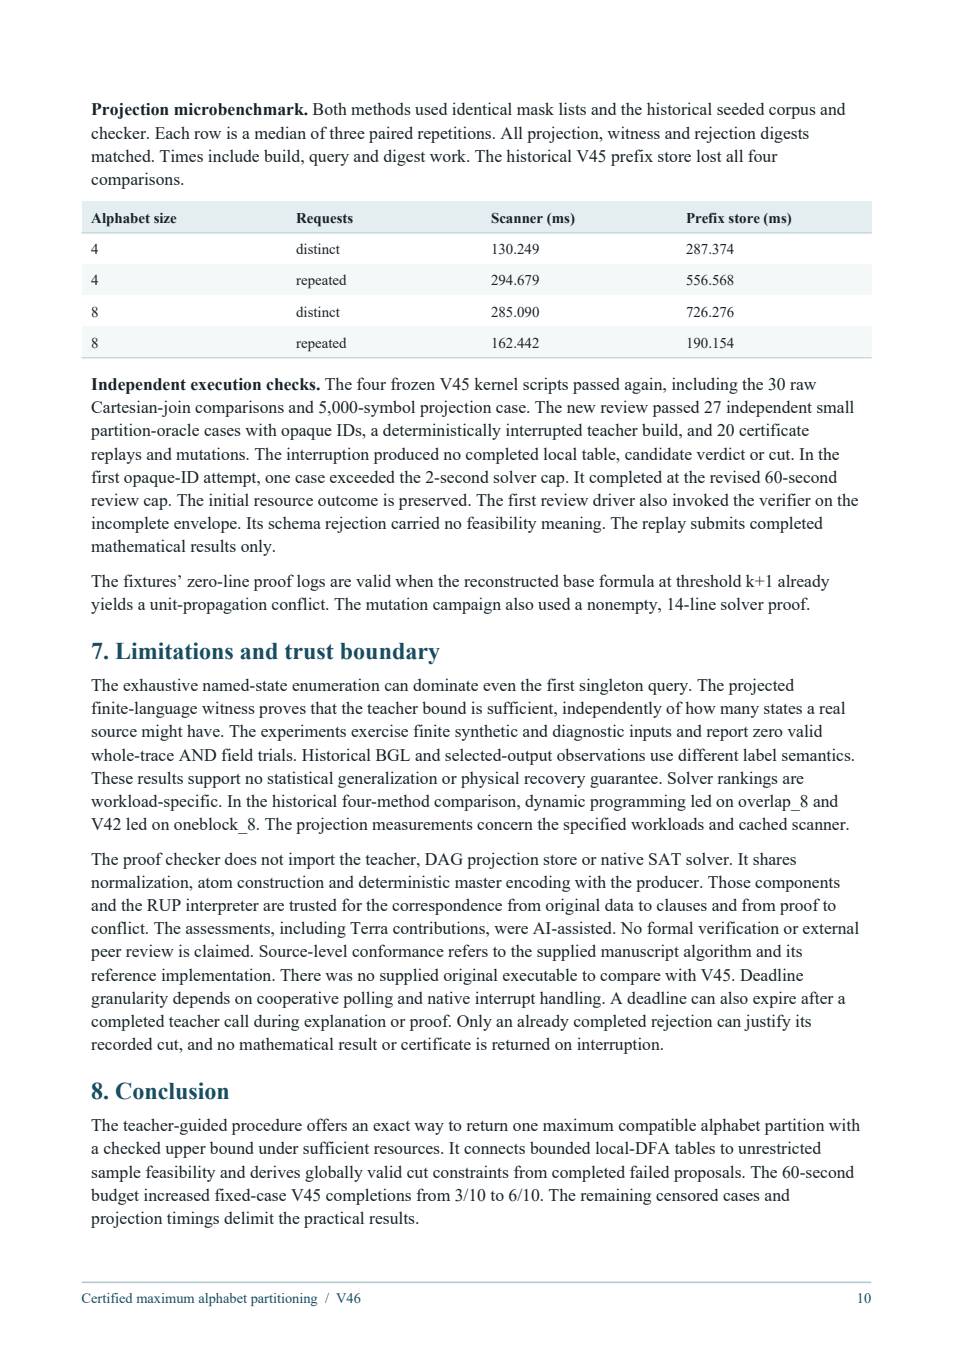 Projection microbenchmark. Both methods used identical mask lists and the historical seeded corpus and
checker. Each row is a median of three paired repetitions. All projection, witness and rejection digests
matched. Times include build, query and digest work. The historical V45 prefix store lost all four
comparisons.
Alphabet size Requests Scanner (ms) Prefix store (ms)
4 distinct 130.249 287.374
4 repeated 294.679 556.568
8 distinct 285.090 726.276
8 repeated 162.442 190.154
Independent execution checks. The four frozen V45 kernel scripts passed again, including the 30 raw
Cartesian-join comparisons and 5,000-symbol projection case. The new review passed 27 independent small
partition-oracle cases with opaque IDs, a deterministically interrupted teacher build, and 20 certificate
replays and mutations. The interruption produced no completed local table, candidate verdict or cut. In the
first opaque-ID attempt, one case exceeded the 2-second solver cap. It completed at the revised 60-second
review cap. The initial resource outcome is preserved. The first review driver also invoked the verifier on the
incomplete envelope. Its schema rejection carried no feasibility meaning. The replay submits completed
mathematical results only.
The fixtures’ zero-line proof logs are valid when the reconstructed base formula at threshold k+1 already
yields a unit-propagation conflict. The mutation campaign also used a nonempty, 14-line solver proof.
7. Limitations and trust boundary
The exhaustive named-state enumeration can dominate even the first singleton query. The projected
finite-language witness proves that the teacher bound is sufficient, independently of how many states a real
source might have. The experiments exercise finite synthetic and diagnostic inputs and report zero valid
whole-trace AND field trials. Historical BGL and selected-output observations use different label semantics.
These results support no statistical generalization or physical recovery guarantee. Solver rankings are
workload-specific. In the historical four-method comparison, dynamic programming led on overlap_8 and
V42 led on oneblock_8. The projection measurements concern the specified workloads and cached scanner.
The proof checker does not import the teacher, DAG projection store or native SAT solver. It shares
normalization, atom construction and deterministic master encoding with the producer. Those components
and the RUP interpreter are trusted for the correspondence from original data to clauses and from proof to
conflict. The assessments, including Terra contributions, were AI-assisted. No formal verification or external
peer review is claimed. Source-level conformance refers to the supplied manuscript algorithm and its
reference implementation. There was no supplied original executable to compare with V45. Deadline
granularity depends on cooperative polling and native interrupt handling. A deadline can also expire after a
completed teacher call during explanation or proof. Only an already completed rejection can justify its
recorded cut, and no mathematical result or certificate is returned on interruption.
8. Conclusion
The teacher-guided procedure offers an exact way to return one maximum compatible alphabet partition with
a checked upper bound under sufficient resources. It connects bounded local-DFA tables to unrestricted
sample feasibility and derives globally valid cut constraints from completed failed proposals. The 60-second
budget increased fixed-case V45 completions from 3/10 to 6/10. The remaining censored cases and
projection timings delimit the practical results.
Certified maximum alphabet partitioning / V46 10